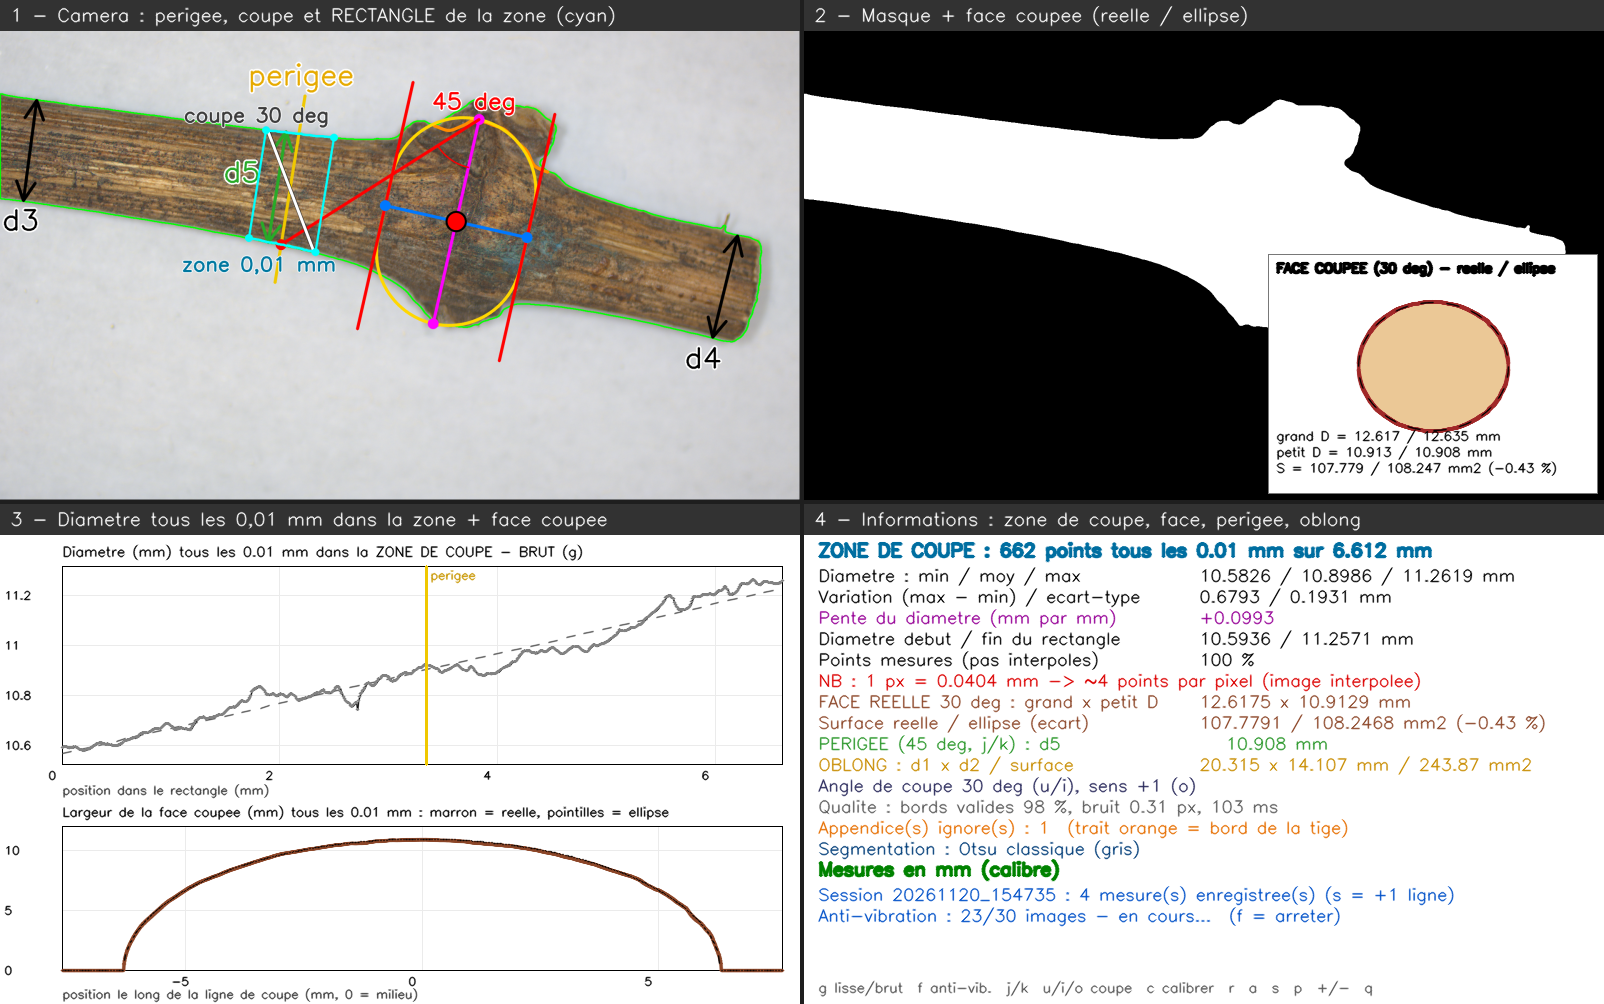 1 - Camera : perigee, coupe et RECTANGLE de la zone (cyan)
perigee
coupe 30 deg
45 deg
d5
d3
zone 0,01 mm
d4
2 - Masque + face coupee (reelle / ellipse)
FACE COUPEE (30 deg) - reelle / ellipse
grand D = 12.617 / 12.635 mm
petit D = 10.913 / 10.908 mm
S = 107.779 / 108.247 mm2 (-0.43 %)
3 - Diametre tous les 0,01 mm dans la zone + face coupee
Diametre (mm) tous les 0.01 mm dans la ZONE DE COUPE - BRUT (g)
perigee
11.2
11
10.8
10.6
0 2 4 6
position dans le rectangle (mm)
Largeur de la face coupee (mm) tous les 0.01 mm : marron = reelle, pointilles = ellipse
10
5
0
-5 0 5
position le long de la ligne de coupe (mm, 0 = milieu)
4 - Informations : zone de coupe, face, perigee, oblong
ZONE DE COUPE : 662 points tous les 0.01 mm sur 6.612 mm
Diametre : min / moy / max 10.5826 / 10.8986 / 11.2619 mm
Variation (max - min) / ecart-type 0.6793 / 0.1931 mm
Pente du diametre (mm par mm) +0.0993
Diametre debut / fin du rectangle 10.5936 / 11.2571 mm
Points mesures (pas interpoles) 100 %
NB : 1 px = 0.0404 mm -> ~4 points par pixel (image interpolee)
FACE REELLE 30 deg : grand x petit D 12.6175 x 10.9129 mm
Surface reelle / ellipse (ecart) 107.7791 / 108.2468 mm2 (-0.43 %)
PERIGEE (45 deg, j/k) : d5 10.908 mm
OBLONG : d1 x d2 / surface 20.315 x 14.107 mm / 243.87 mm2
Angle de coupe 30 deg (u/i), sens +1 (o)
Qualite : bords valides 98 %, bruit 0.31 px, 103 ms
Appendice(s) ignore(s) : 1 (trait orange = bord de la tige)
Segmentation : Otsu classique (gris)
Mesures en mm (calibre)
Session 20261120_154735 : 4 mesure(s) enregistree(s) (s = +1 ligne)
Anti-vibration : 23/30 images - en cours... (f = arreter)
g lisse/brut f anti-vib. j/k u/i/o coupe c calibrer r a s p +/- q